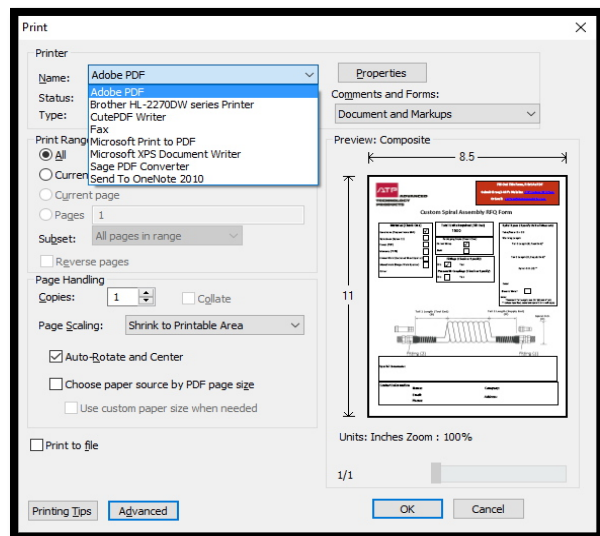 Print
Printer
Name: Adobe PDF
Properties
Adobe PDF
Brother HL-2270DW series Printer
CutePDF Writer
Fax
Microsoft Print to PDF
Microsoft XPS Document Writer
Sage PDF Converter
Send To OneNote 2010
Status:
Type:
Comments and Forms:
Document and Markups
Print Rang
All
Curren
Current page
Pages 1
Subset: All pages in range
Reverse pages
Page Handling
Copies: 1 Collate
Page Scaling: Shrink to Printable Area
Auto-Rotate and Center
Choose paper source by PDF page size
Use custom paper size when needed
Print to file
Preview: Composite
8.5
11
ATP ADVANCED
TECHNOLOGY
PRODUCTS
Custom Spiral Assembly RFQ Form
Units: Inches Zoom : 100%
1/1
Printing Tips
Advanced
OK
Cancel